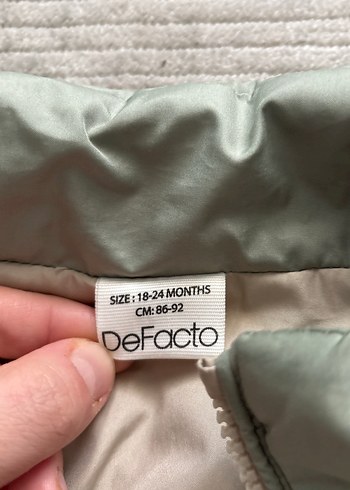 SIZE : 18-24 MONTHS
CM: 86-92
DeFacto